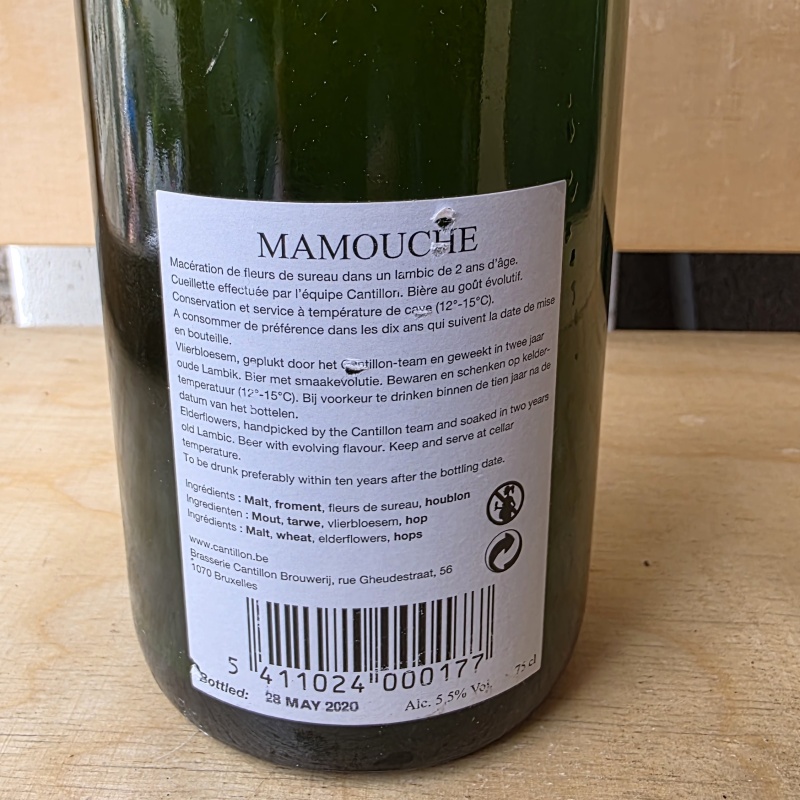 MAMOUCHE
Macération de fleurs de sureau dans un lambic de 2 ans d'âge.
Cueillette effectuée par l'équipe Cantillon. Bière au goût évolutif.
Conservation et service à température de cave (12°-15°C).
A consommer de préférence dans les dix ans qui suivent la date de mise
en bouteille.
Vlierbloesem, geplukt door het Cantillon-team en geweekt in twee jaar
oude Lambik. Bier met smaakevolutie. Bewaren en schenken op kelder-
temperatuur (12°-15°C). Bij voorkeur te drinken binnen de tien jaar na de
datum van het bottelen.
Elderflowers, handpicked by the Cantillon team and soaked in two years
old Lambic. Beer with evolving flavour. Keep and serve at cellar
temperature.
To be drunk preferably within ten years after the bottling date.
Ingrédients : Malt, froment, fleurs de sureau, houblon
Ingredienten : Mout, tarwe, vlierbloesem, hop
Ingrédients : Malt, wheat, elderflowers, hops
www.cantillon.be
Brasserie Cantillon Brouwerij, rue Gheudestraat, 56
1070 Bruxelles
5 411024 000177
Bottled: 28 MAY 2020 Alc. 5,5% Vol. 75 cl